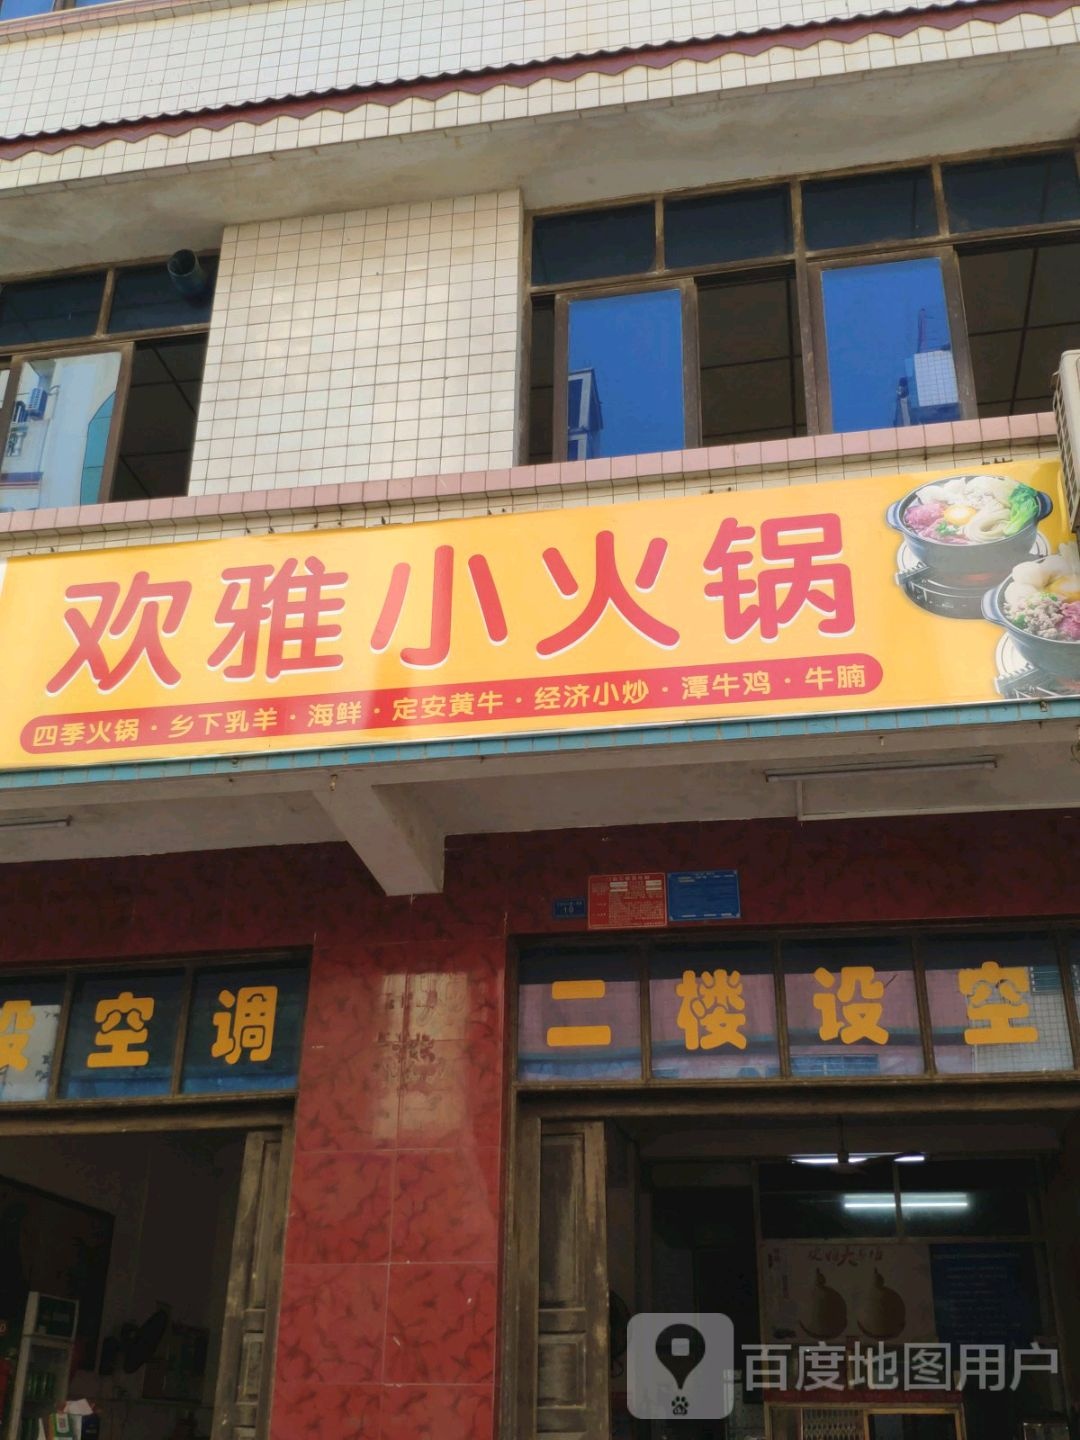 欢雅小火锅
四季火锅·乡下乳羊·海鲜·定安黄牛·经济小炒·潭牛鸡·牛腩
设空调
二楼设空
10
百度地图用户